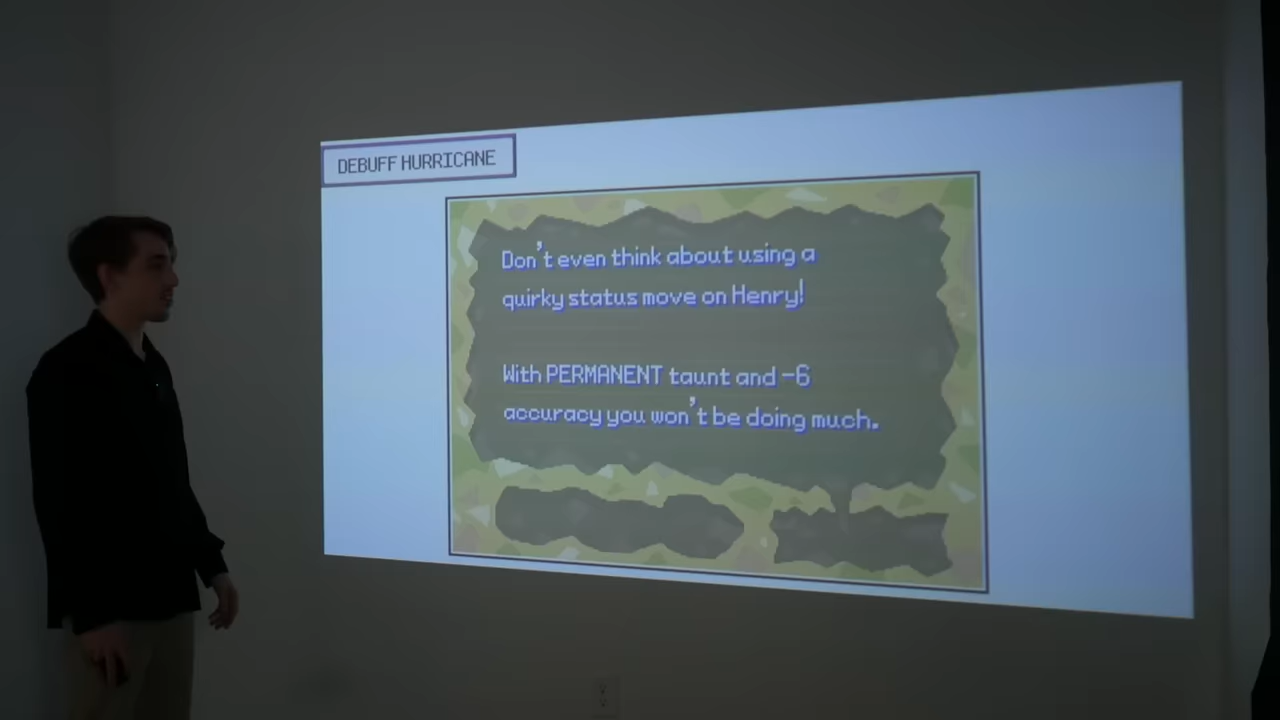 DEBUFF HURRICANE
Don't even think about using a
quirky status move on Henry!
With PERMANENT taunt and -6
accuracy you won't be doing much.